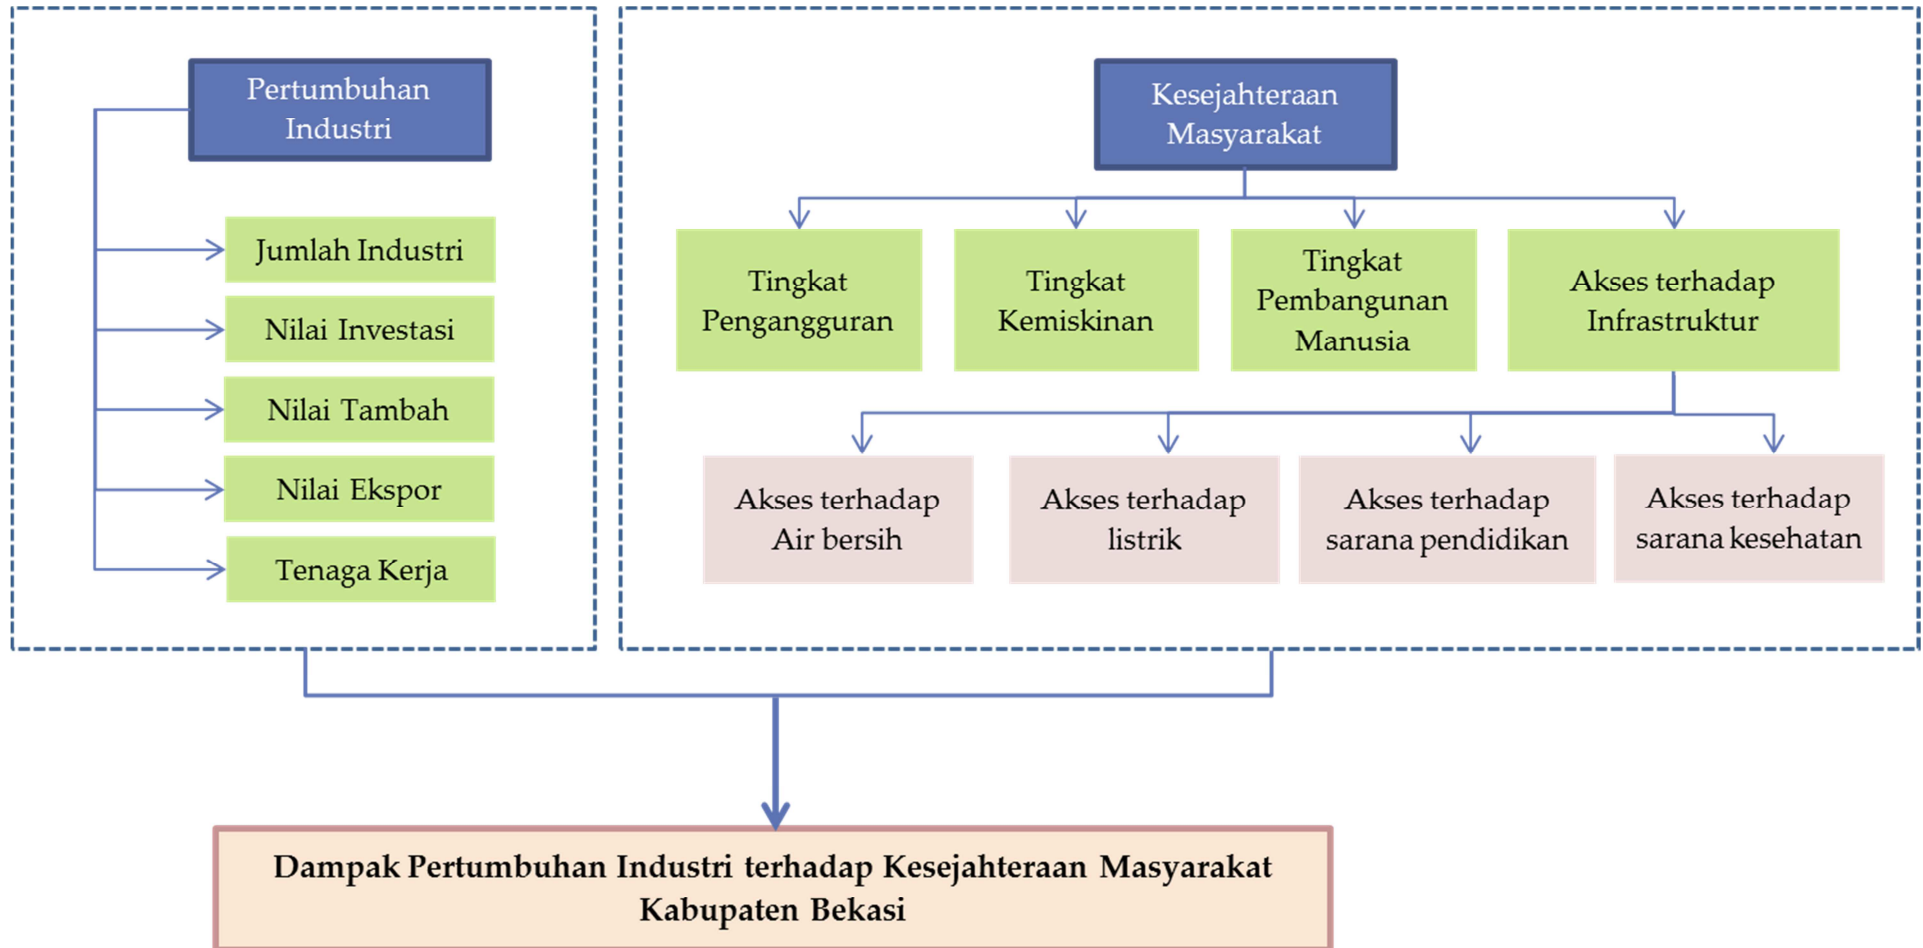 Pertumbuhan
Industri
Jumlah Industri
Nilai Investasi
Nilai Tambah
Nilai Ekspor
Tenaga Kerja
Kesejahteraan
Masyarakat
Tingkat
Pengangguran
Tingkat
Kemiskinan
Tingkat
Pembangunan
Manusia
Akses terhadap
Infrastruktur
Akses terhadap
Air bersih
Akses terhadap
listrik
Akses terhadap
sarana pendidikan
Akses terhadap
sarana kesehatan
Dampak Pertumbuhan Industri terhadap Kesejahteraan Masyarakat
Kabupaten Bekasi